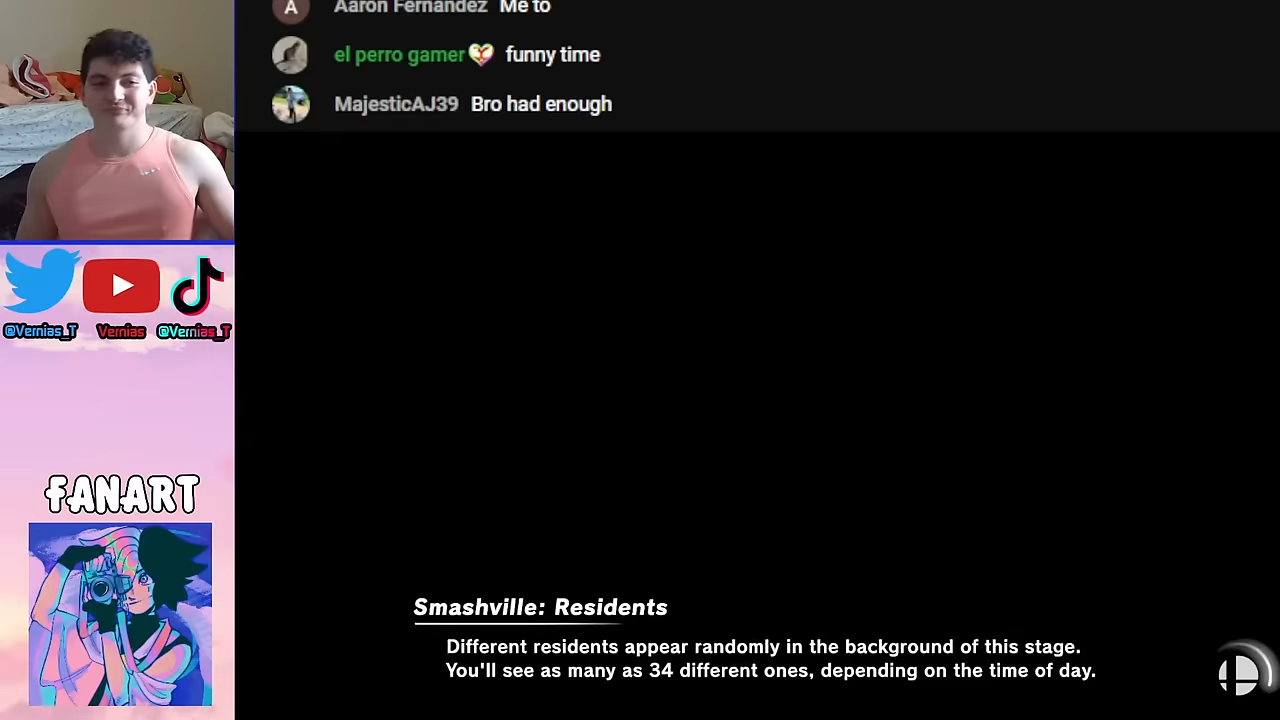 A Aaron Fernandez Me to
el perro gamer funny time
MajesticAJ39 Bro had enough
@Vernias_T Vernias @Vernias_T
FANART
Smashville: Residents
Different residents appear randomly in the background of this stage.
You'll see as many as 34 different ones, depending on the time of day.